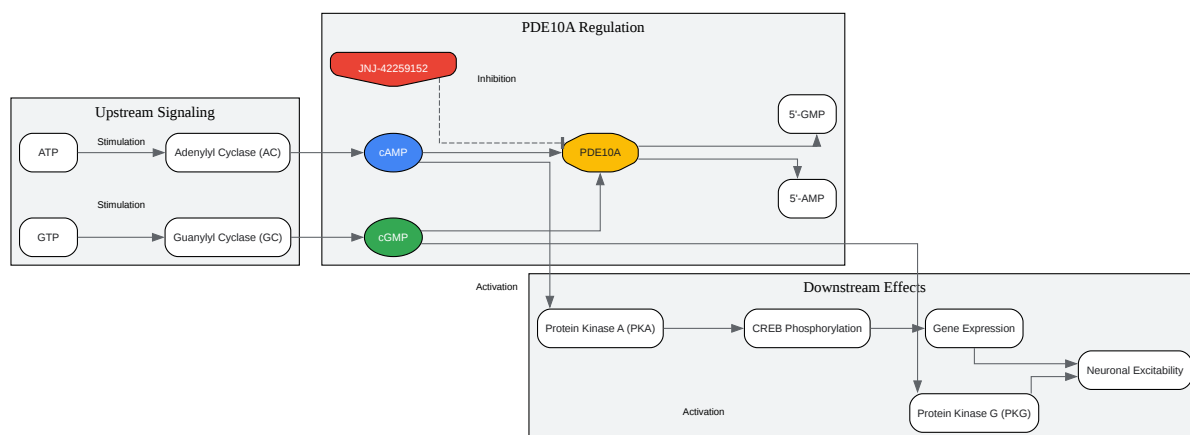 PDE10A Regulation
JNJ-42259152
Inhibition
Upstream Signaling
5'-GMP
ATP
Stimulation
Adenylyl Cyclase (AC)
cAMP
PDE10A
5'-AMP
Stimulation
GTP
Guanylyl Cyclase (GC)
cGMP
Activation
Downstream Effects
Protein Kinase A (PKA)
CREB Phosphorylation
Gene Expression
Neuronal Excitability
Activation
Protein Kinase G (PKG)